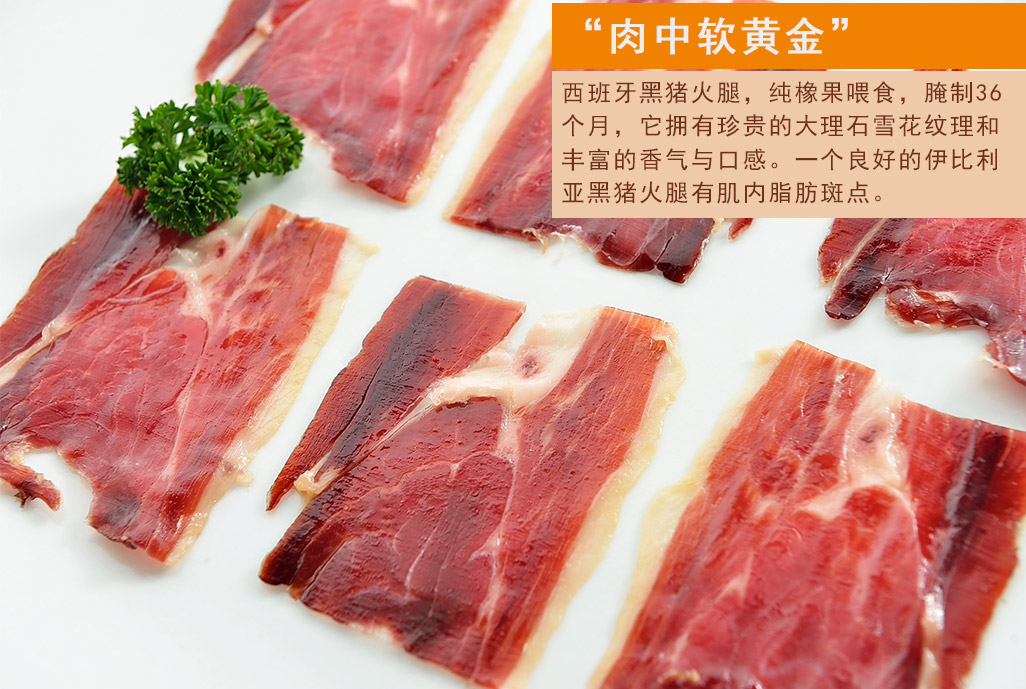 “肉中软黄金”
西班牙黑猪火腿，纯橡果喂食，腌制36
个月，它拥有珍贵的大理石雪花纹理和
丰富的香气与口感。一个良好的伊比利
亚黑猪火腿有肌内脂肪斑点。